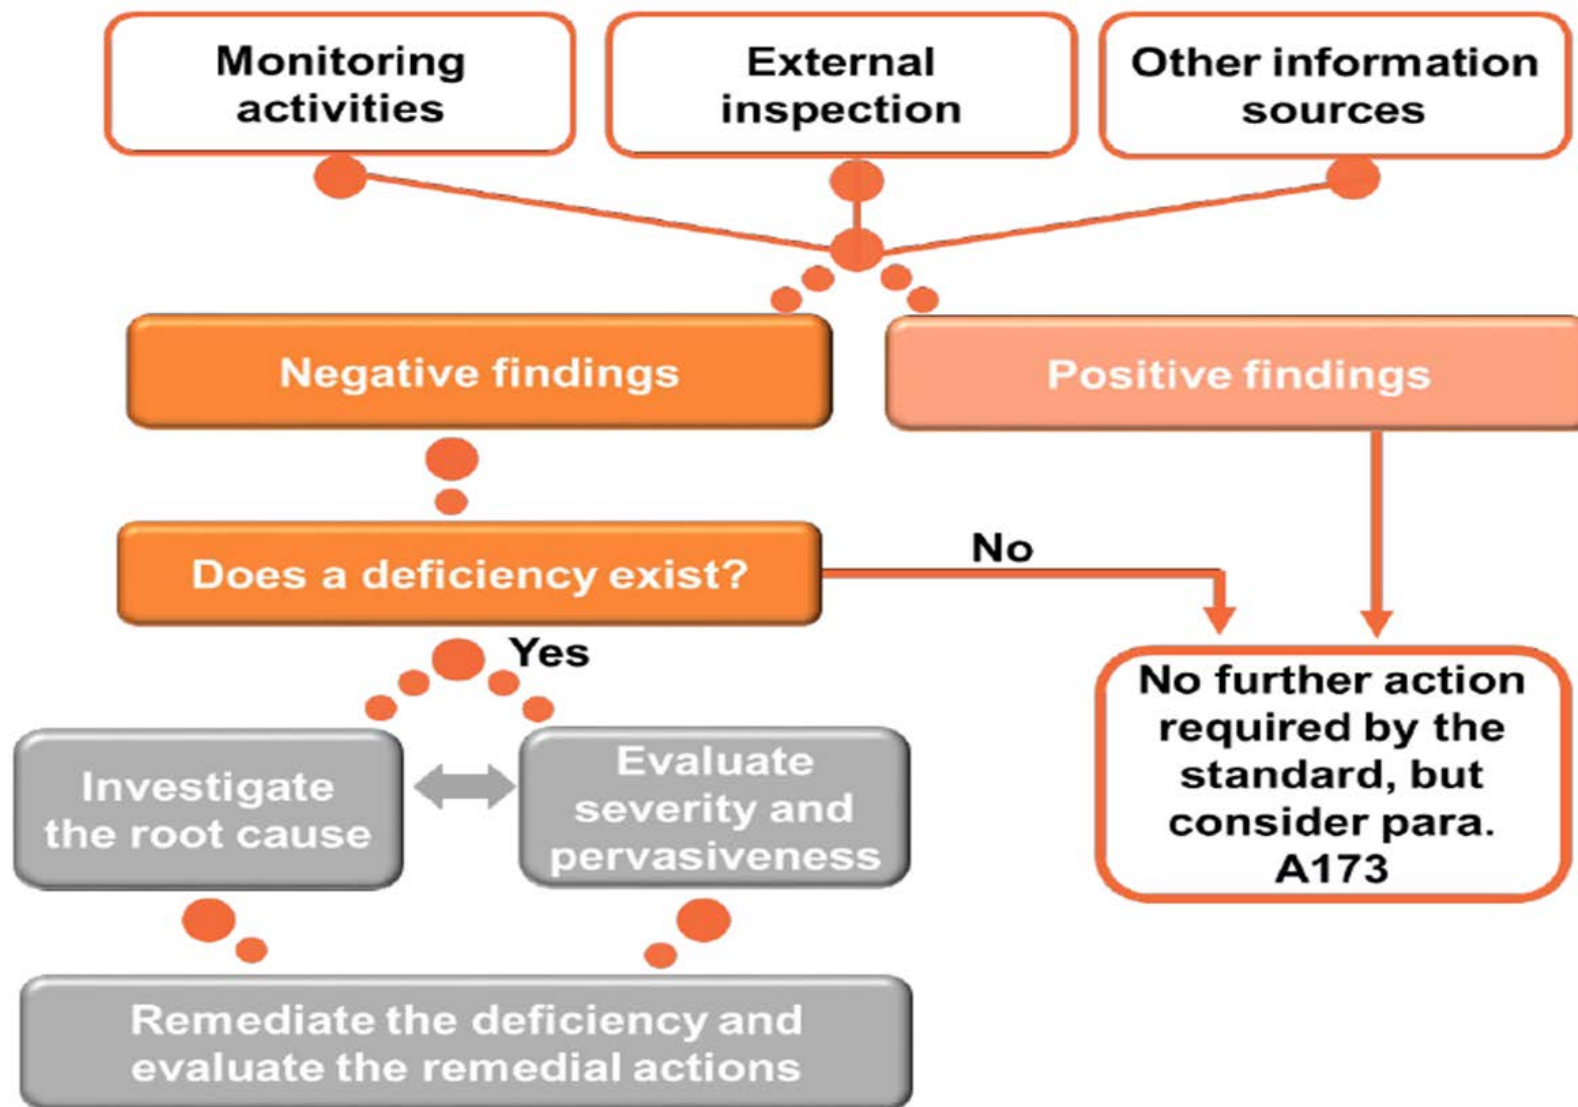 Monitoring
activities
External
inspection
Other information
sources
Negative findings
Positive findings
Does a deficiency exist?
No
Yes
Investigate
the root cause
Evaluate
severity and
pervasiveness
No further action
required by the
standard, but
consider para.
A173
Remediate the deficiency and
evaluate the remedial actions